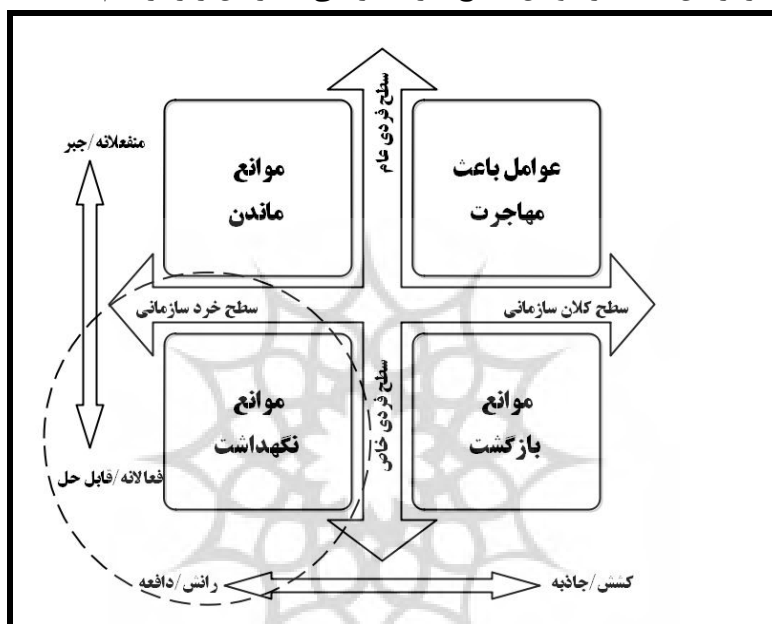 سطح فردی عام
عوامل باعث
مهاجرت
موانع
ماندن
منفعلانه/جبر
سطح کلان سازمانی
سطح خرد سازمانی
موانع
بازگشت
سطح فردی خاص
موانع
نگهداشت
فعالانه/قابل حل
کشش/جاذبه
رانش/دافعه